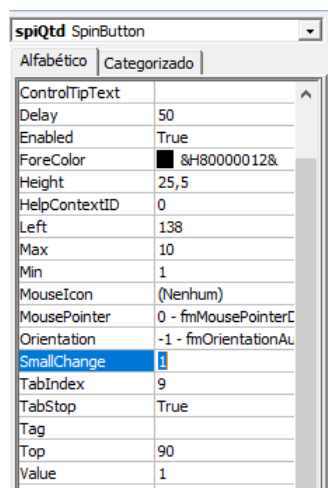 spiQtd SpinButton
Alfabético Categorizado
ControlTipText
Delay 50
Enabled True
ForeColor &H80000012&
Height 25,5
HelpContextID 0
Left 138
Max 10
Min 1
MouseIcon (Nenhum)
MousePointer 0 - fmMousePointerD
Orientation -1 - fmOrientationAu
SmallChange 1
TabIndex 9
TabStop True
Tag
Top 90
Value 1